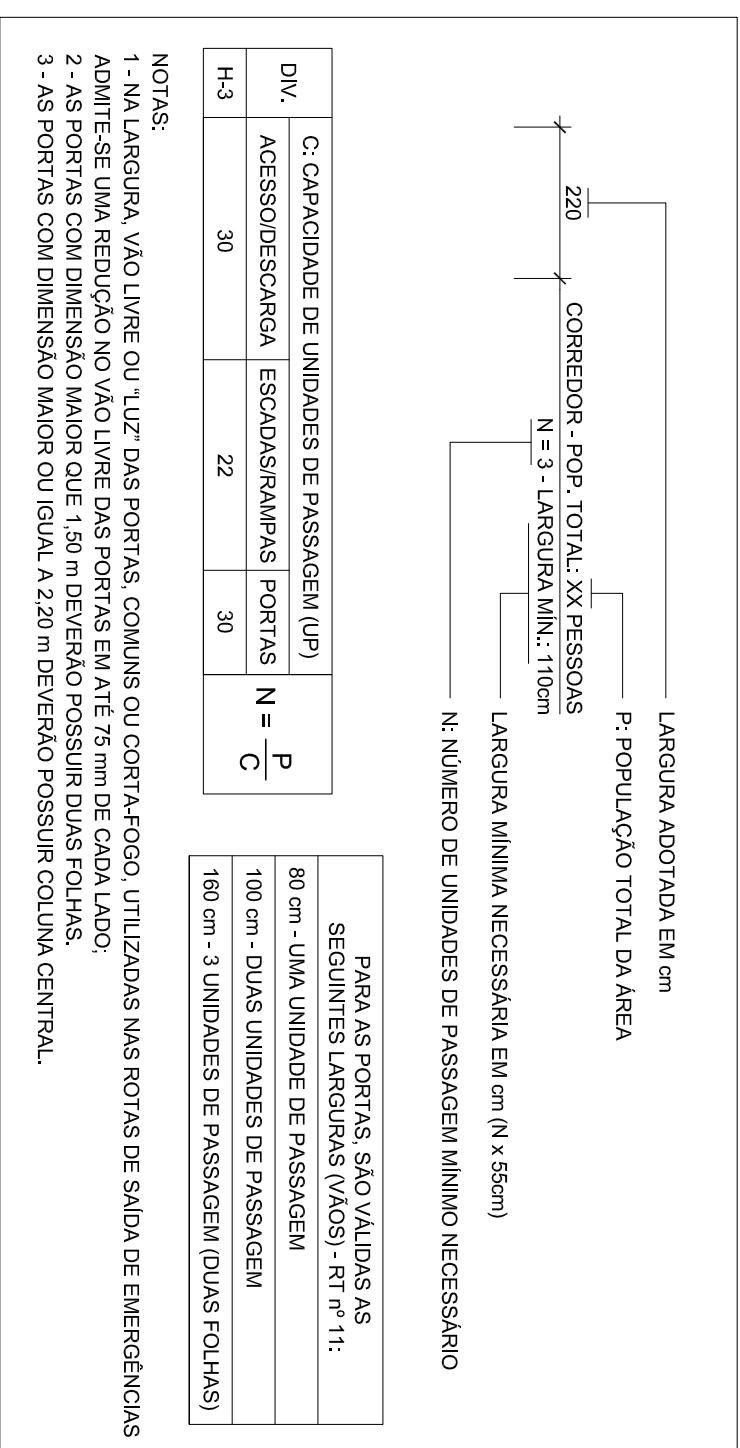 LARGURA ADOTADA EM cm
P: POPULAÇÃO TOTAL DA ÁREA
220
CORREDOR - POP. TOTAL: XX PESSOAS
N = 3 - LARGURA MÍN.: 110cm
LARGURA MÍNIMA NECESSÁRIA EM cm (N x 55cm)
N: NÚMERO DE UNIDADES DE PASSAGEM MÍNIMO NECESSÁRIO
DIV.
C: CAPACIDADE DE UNIDADES DE PASSAGEM (UP)
ACESSO/DESCARGA ESCADAS/RAMPAS PORTAS
H-3 30 22 30
N = P
C
PARA AS PORTAS, SÃO VÁLIDAS AS
SEGUINTES LARGURAS (VÃOS) - RT nº 11:
80 cm - UMA UNIDADE DE PASSAGEM
100 cm - DUAS UNIDADES DE PASSAGEM
160 cm - 3 UNIDADES DE PASSAGEM (DUAS FOLHAS)
NOTAS:
1 - NA LARGURA, VÃO LIVRE OU “LUZ” DAS PORTAS, COMUNS OU CORTA-FOGO, UTILIZADAS NAS ROTAS DE SAÍDA DE EMERGÊNCIAS
ADMITE-SE UMA REDUÇÃO NO VÃO LIVRE DAS PORTAS EM ATÉ 75 mm DE CADA LADO;
2 - AS PORTAS COM DIMENSÃO MAIOR QUE 1,50 m DEVERÃO POSSUIR DUAS FOLHAS.
3 - AS PORTAS COM DIMENSÃO MAIOR OU IGUAL A 2,20 m DEVERÃO POSSUIR COLUNA CENTRAL.